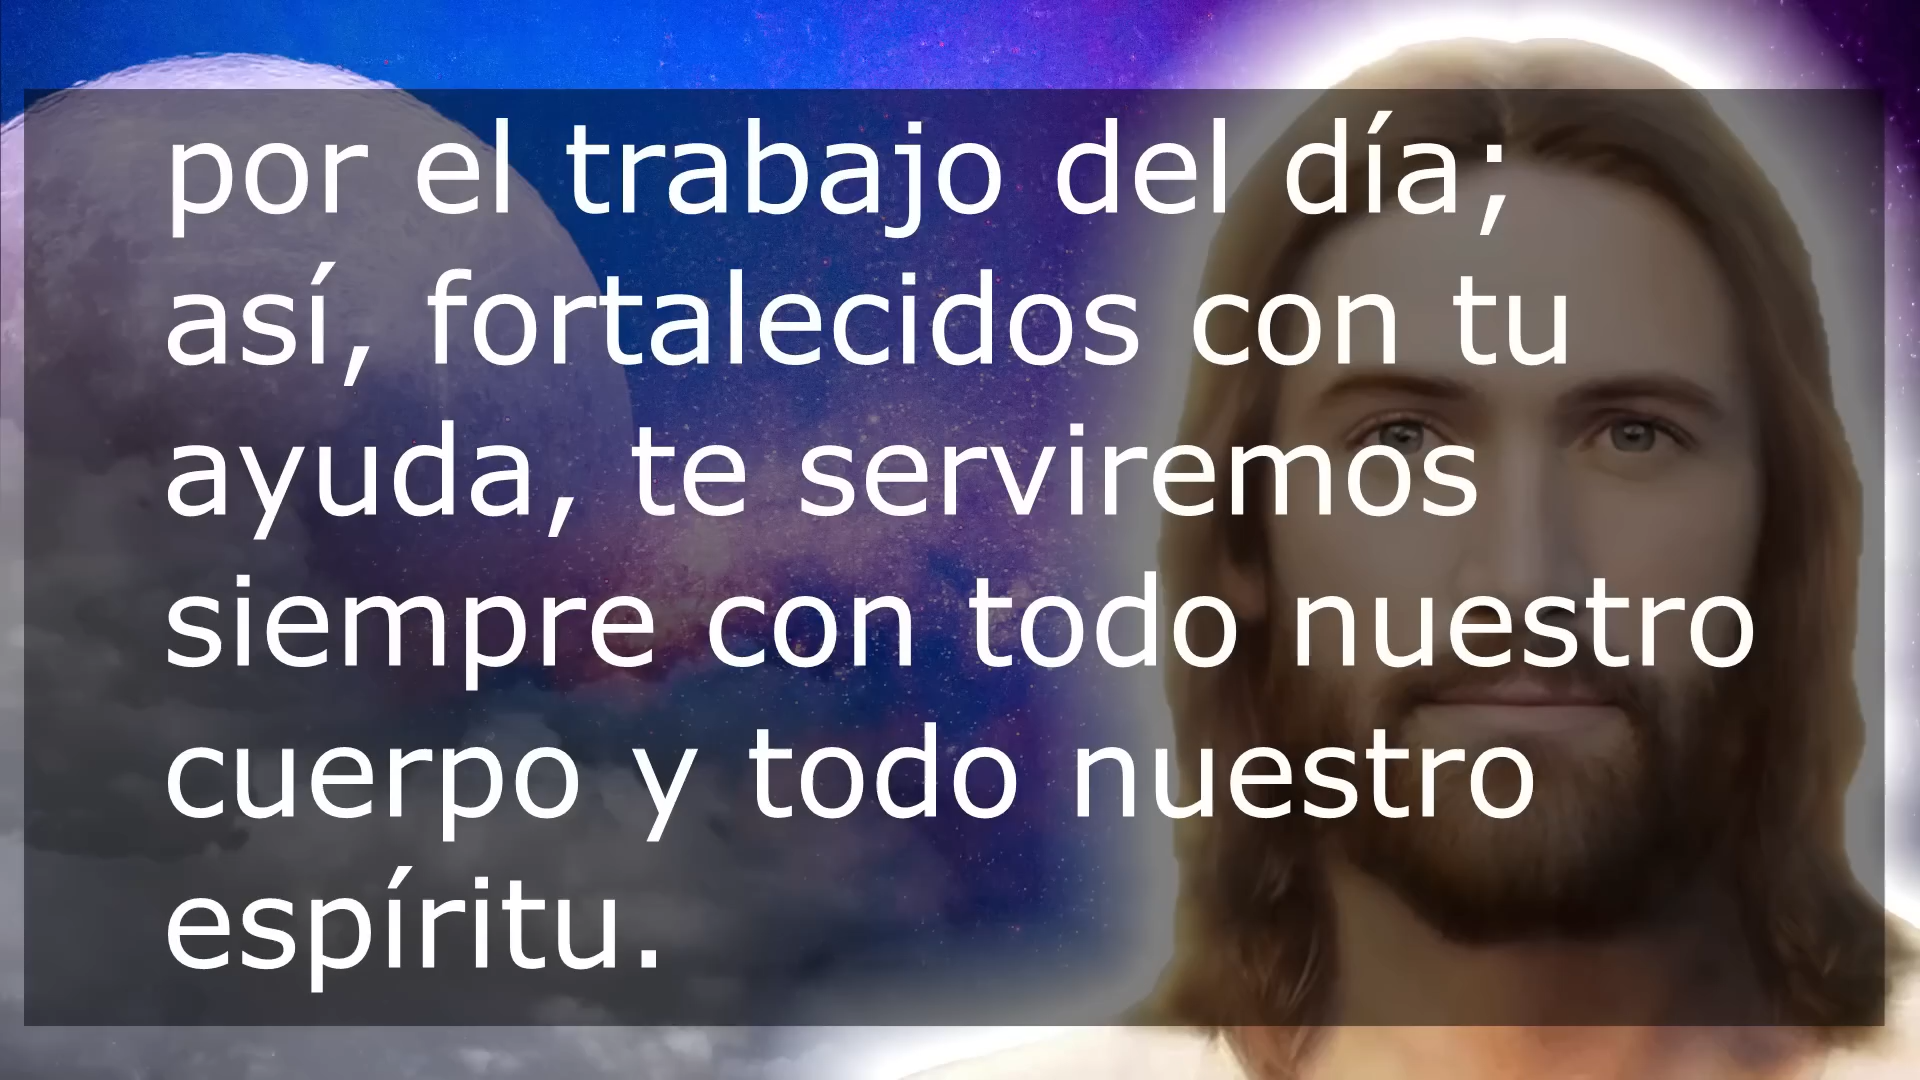 por el trabajo del día;
así, fortalecidos con tu
ayuda, te serviremos
siempre con todo nuestro
cuerpo y todo nuestro
espíritu.